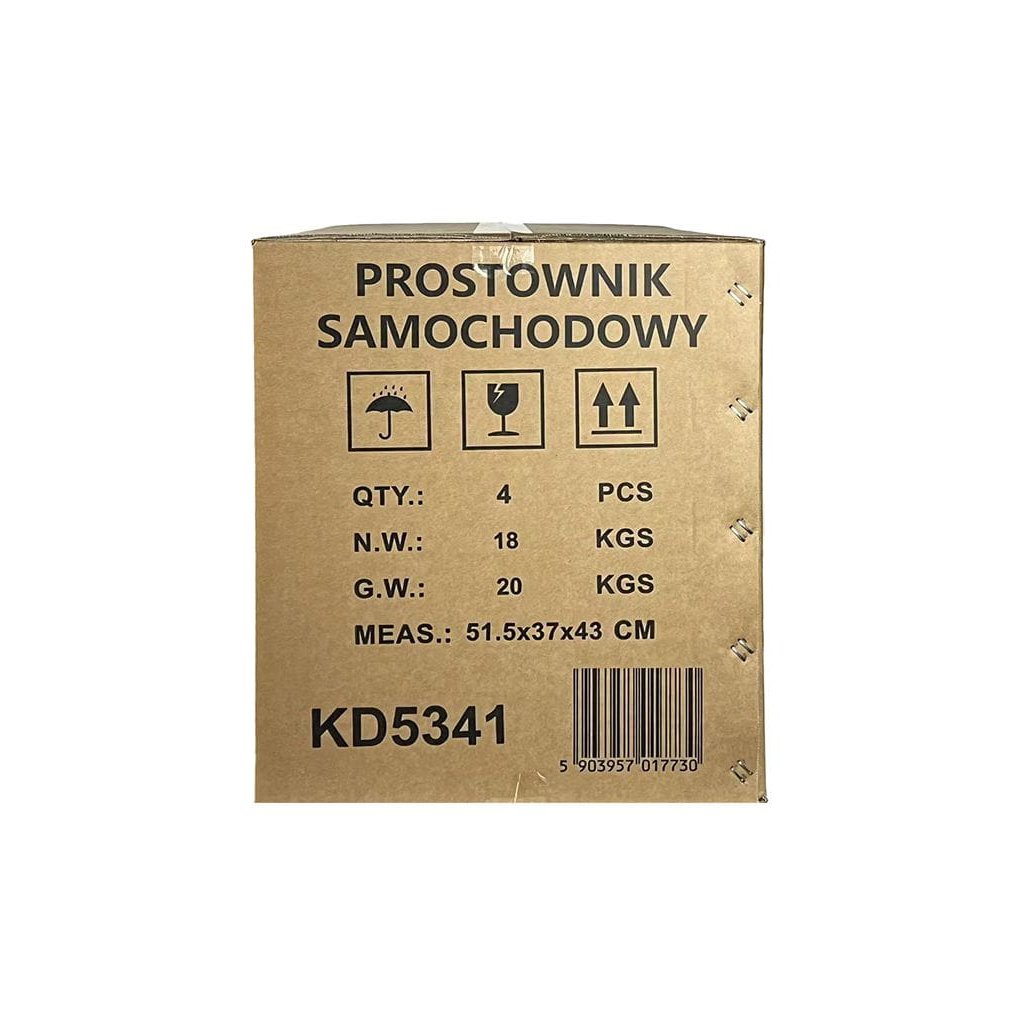 PROSTOWNIK
SAMOCHODOWY
QTY.: 4 PCS
N.W.: 18 KGS
G.W.: 20 KGS
MEAS.: 51.5x37x43 CM
KD5341
5 903957 017730